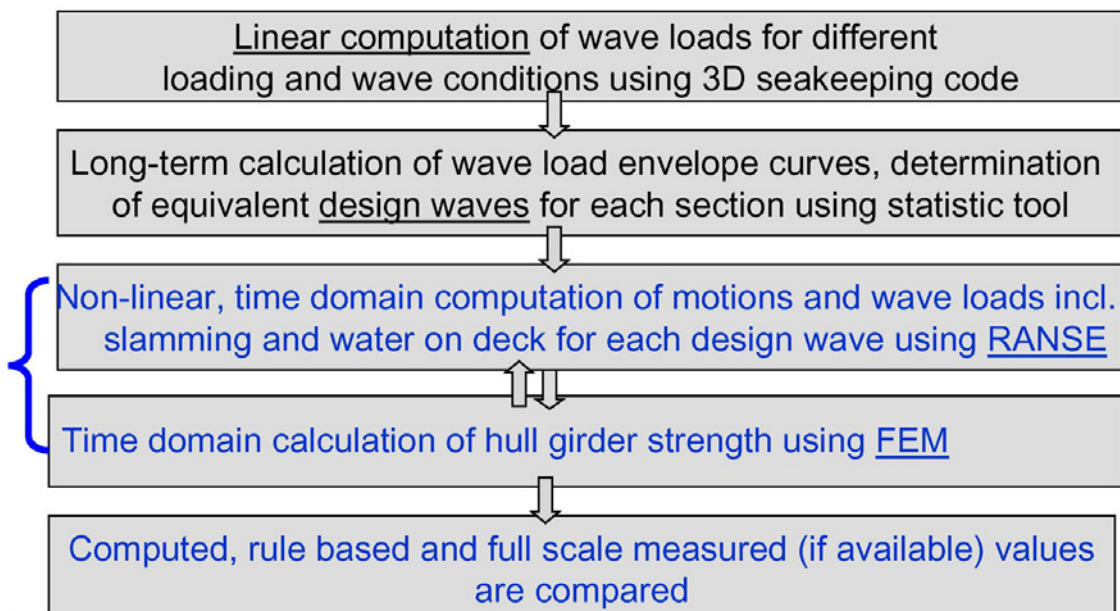 Linear computation of wave loads for different
loading and wave conditions using 3D seakeeping code
Long-term calculation of wave load envelope curves, determination
of equivalent design waves for each section using statistic tool
Non-linear, time domain computation of motions and wave loads incl.
slamming and water on deck for each design wave using RANSE
Time domain calculation of hull girder strength using FEM
Computed, rule based and full scale measured (if available) values
are compared